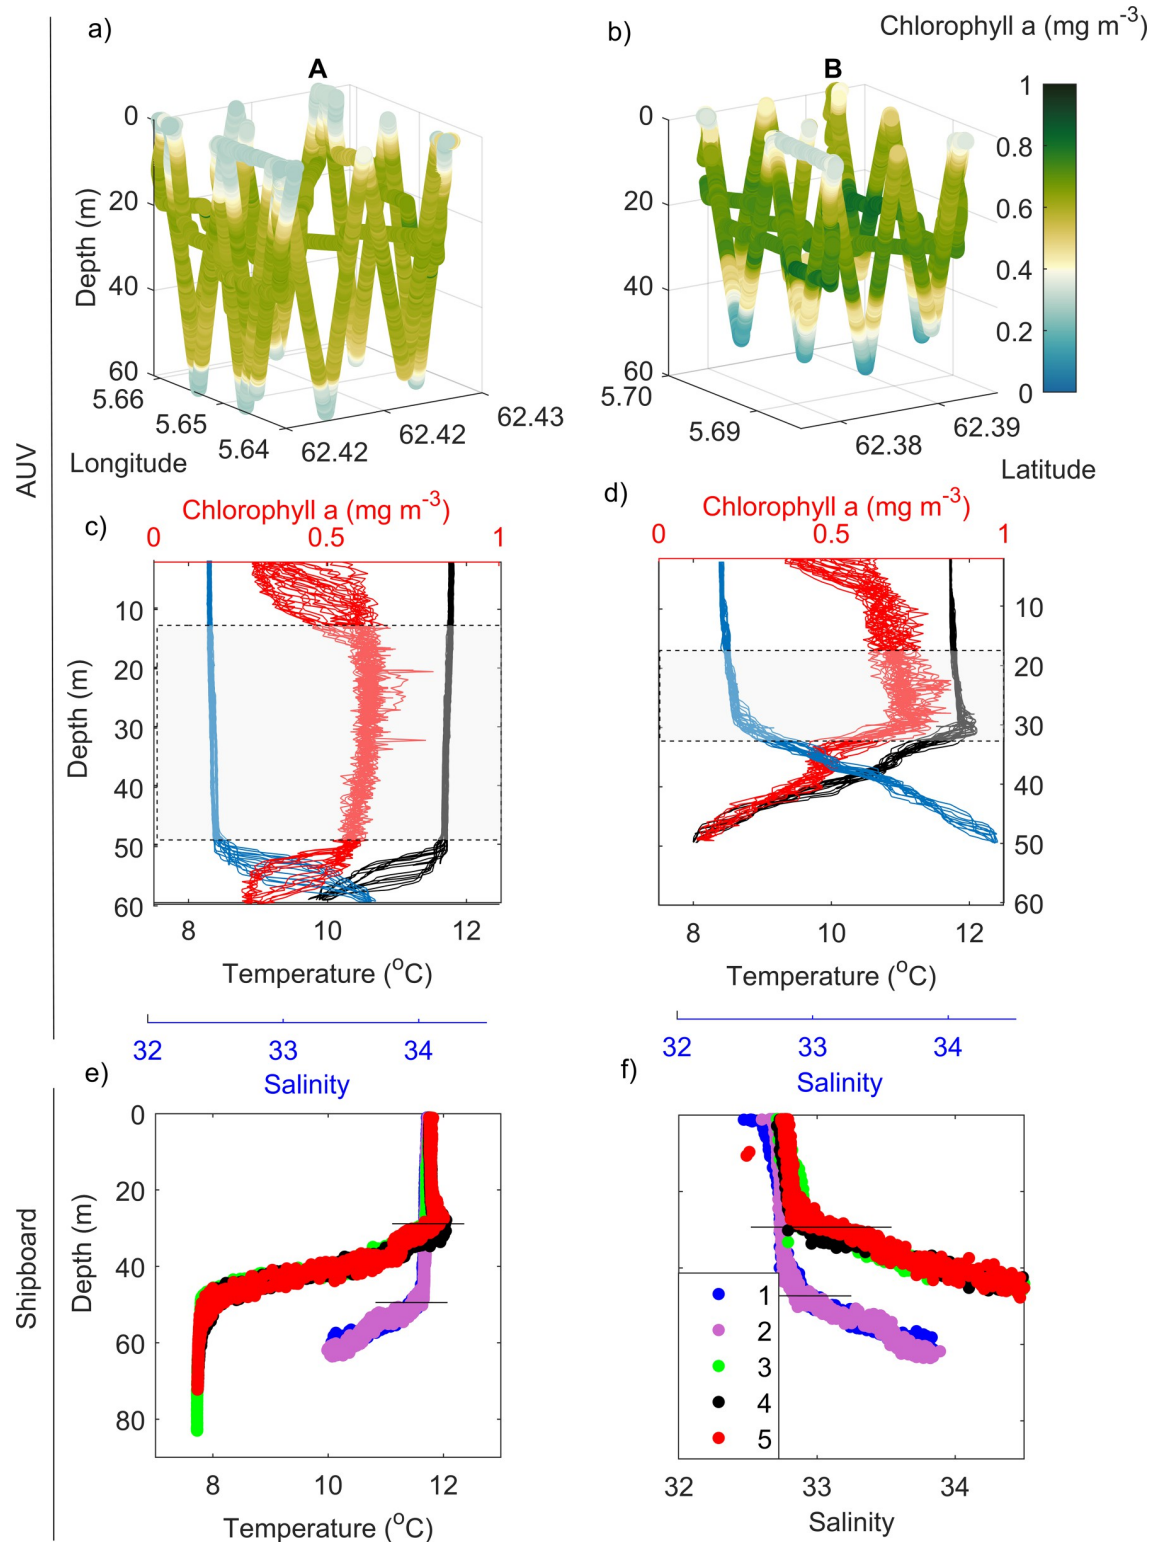 a)
b)
Chlorophyll a (mg m-3)
A
B
0
20
40
60
Depth (m)
5.66
5.65
5.64
Longitude
62.42
62.42
62.43
0
20
40
60
5.70
5.69
62.38
62.39
Latitude
1
0.8
0.6
0.4
0.2
0
AUV
c)
Chlorophyll a (mg m-3)
0
0.5
1
10
20
30
40
50
60
Depth (m)
8
10
12
Temperature (oC)
32
33
34
Salinity
d)
Chlorophyll a (mg m-3)
0
0.5
1
10
20
30
40
50
60
8
10
12
Temperature (oC)
32
33
34
Salinity
Shipboard
e)
0
20
40
60
80
Depth (m)
8
10
12
Temperature (oC)
f)
1
2
3
4
5
32
33
34
Salinity